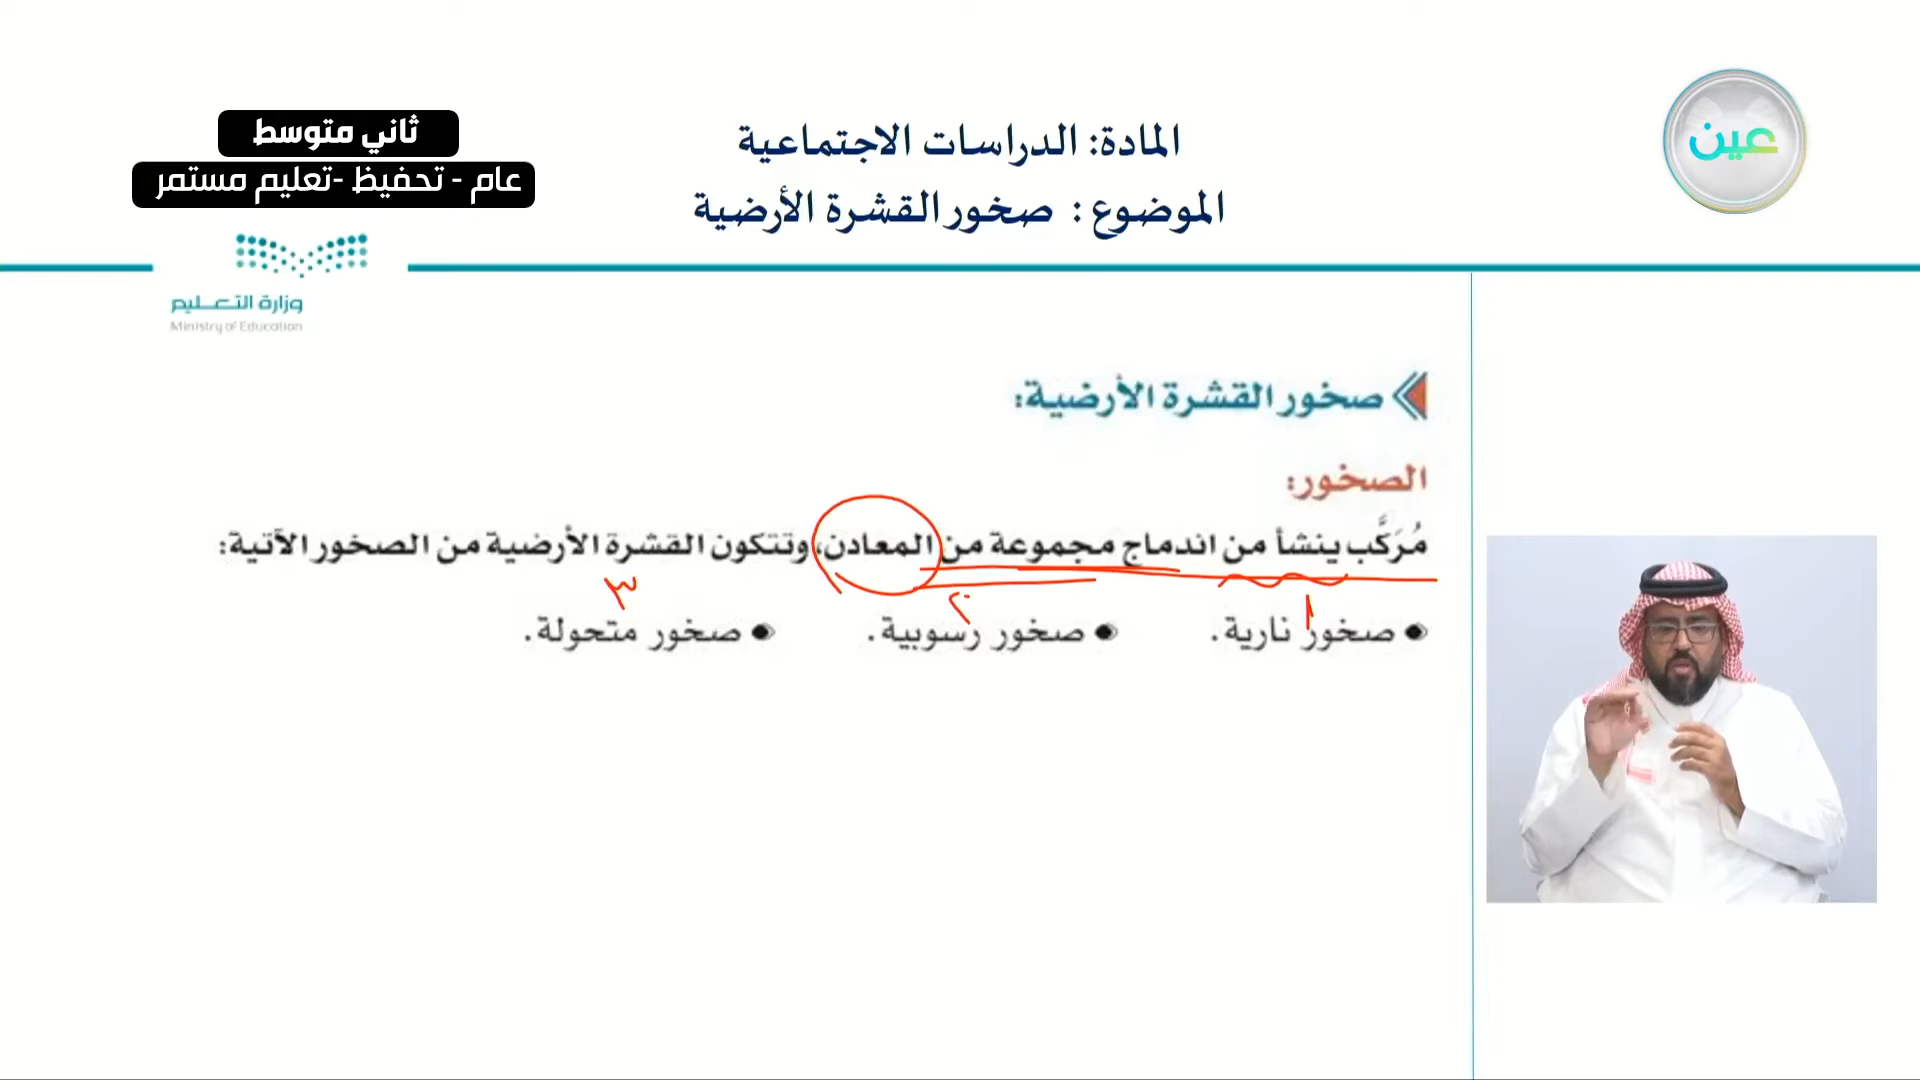 المادة: الدراسات الاجتماعية
الموضوع : صخور القشرة الأرضية
عين
ثاني متوسط
عام - تحفيظ -تعليم مستمر
وزارة التعليم
Ministry of Education
صخور القشرة الأرضية:
الصخور:
مُرَكَّب ينشأ من اندماج مجموعة من المعادن، وتتكون القشرة الأرضية من الصخور الآتية:
١ ٢ ٣
● صخور نارية. ● صخور رسوبية. ● صخور متحولة.